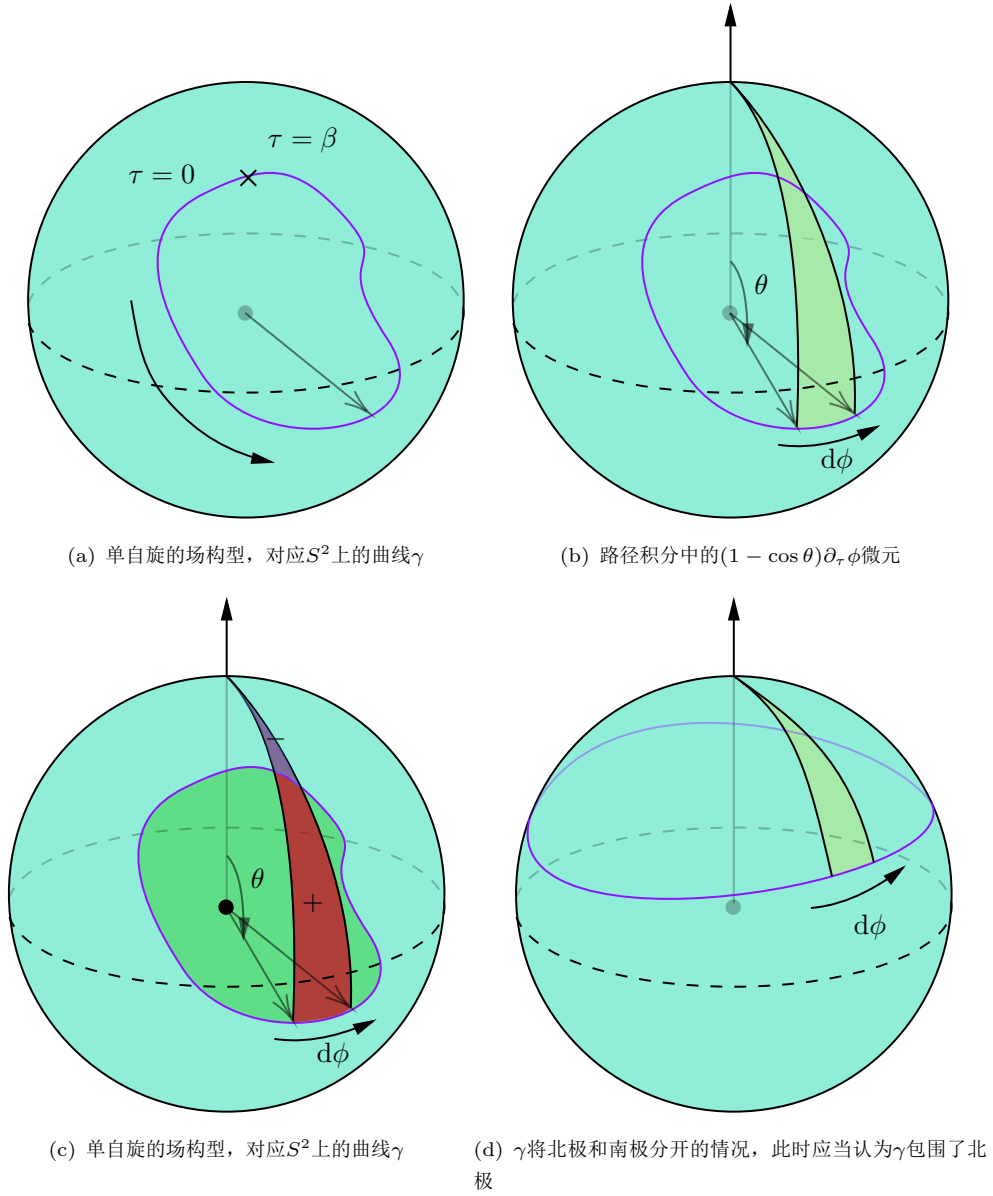 τ = β
τ = 0
θ
dϕ
(a) 单自旋的场构型，对应S²上的曲线γ
(b) 路径积分中的(1 − cos θ)∂τϕ微元
−
θ
+
dϕ
dϕ
(c) 单自旋的场构型，对应S²上的曲线γ
(d) γ将北极和南极分开的情况，此时应当认为γ包围了北
极